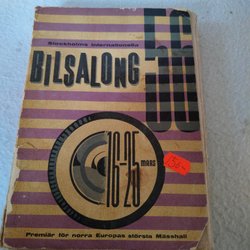 Stockholms internationella
BILSALONG 56
16-25 MARS
Premiär för norra Europas största Mässhall